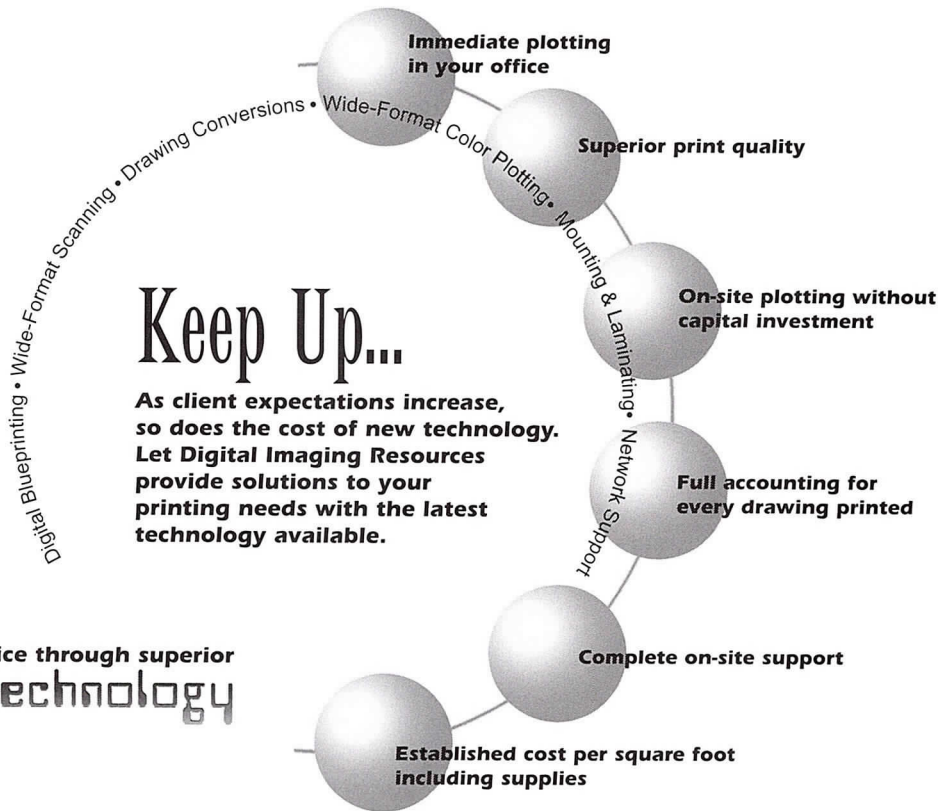 Immediate plotting
in your office
Superior print quality
On-site plotting without
capital investment
Full accounting for
every drawing printed
Complete on-site support
Established cost per square foot
including supplies
Digital Blueprinting • Wide-Format Scanning • Drawing Conversions • Wide-Format Color Plotting • Mounting & Laminating • Network Support
Keep Up...
As client expectations increase,
so does the cost of new technology.
Let Digital Imaging Resources
provide solutions to your
printing needs with the latest
technology available.
through superior